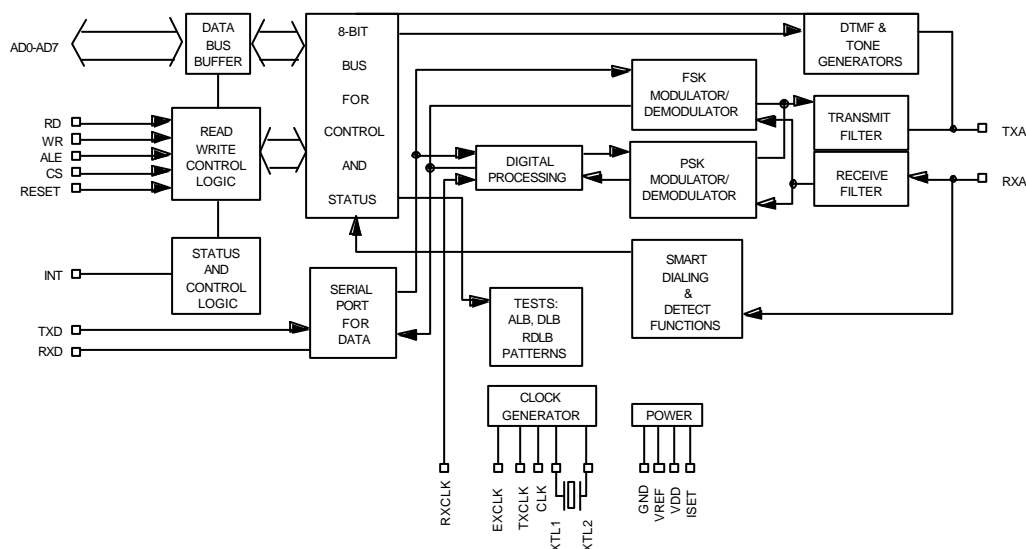 AD0-AD7
DATA
BUS
BUFFER
8-BIT
BUS
FOR
CONTROL
AND
STATUS
DTMF &
TONE
GENERATORS
FSK
MODULATOR/
DEMODULATOR
TRANSMIT
FILTER
TXA
RD
WR
ALE
CS
RESET
READ
WRITE
CONTROL
LOGIC
DIGITAL
PROCESSING
PSK
MODULATOR/
DEMODULATOR
RECEIVE
FILTER
RXA
INT
STATUS
AND
CONTROL
LOGIC
SMART
DIALING
&
DETECT
FUNCTIONS
TXD
RXD
SERIAL
PORT
FOR
DATA
TESTS:
ALB, DLB
RDLB
PATTERNS
CLOCK
GENERATOR
POWER
RXCLK
EXCLK
TXCLK
CLK
XTL1
XTL2
GND
VREF
VDD
ISET